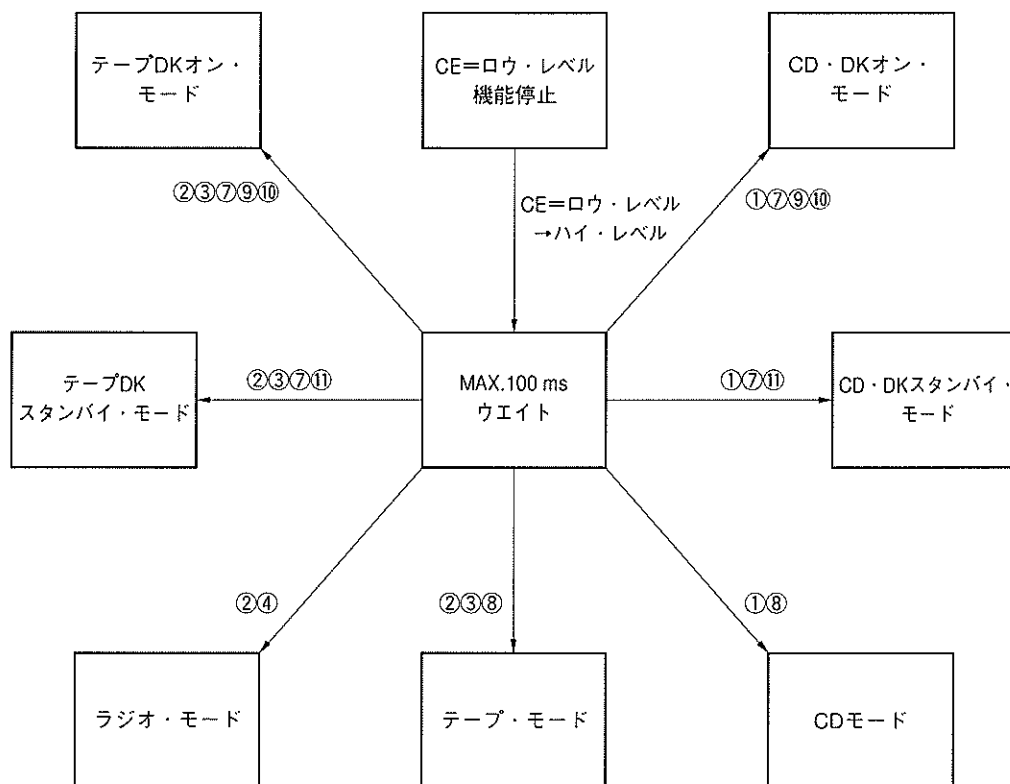 テープDKオン・
モード
CE=ロウ・レベル
機能停止
CD・DKオン・
モード
②③⑦⑨⑩
CE=ロウ・レベル
→ハイ・レベル
①⑦⑨⑩
テープDK
スタンバイ・モード
②③⑦⑪
MAX.100 ms
ウエイト
①⑦⑪
CD・DKスタンバイ・
モード
②④
②③⑧
①⑧
ラジオ・モード
テープ・モード
CDモード